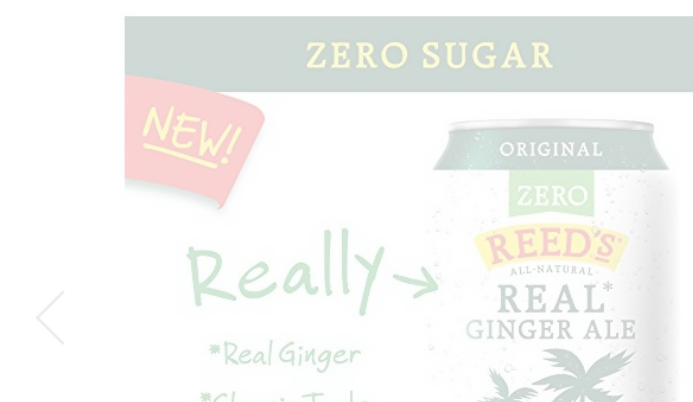 ZERO SUGAR
NEW!
ORIGINAL
ZERO
REED'S
ALL-NATURAL
Really
REAL*
GINGER ALE
*Real Ginger